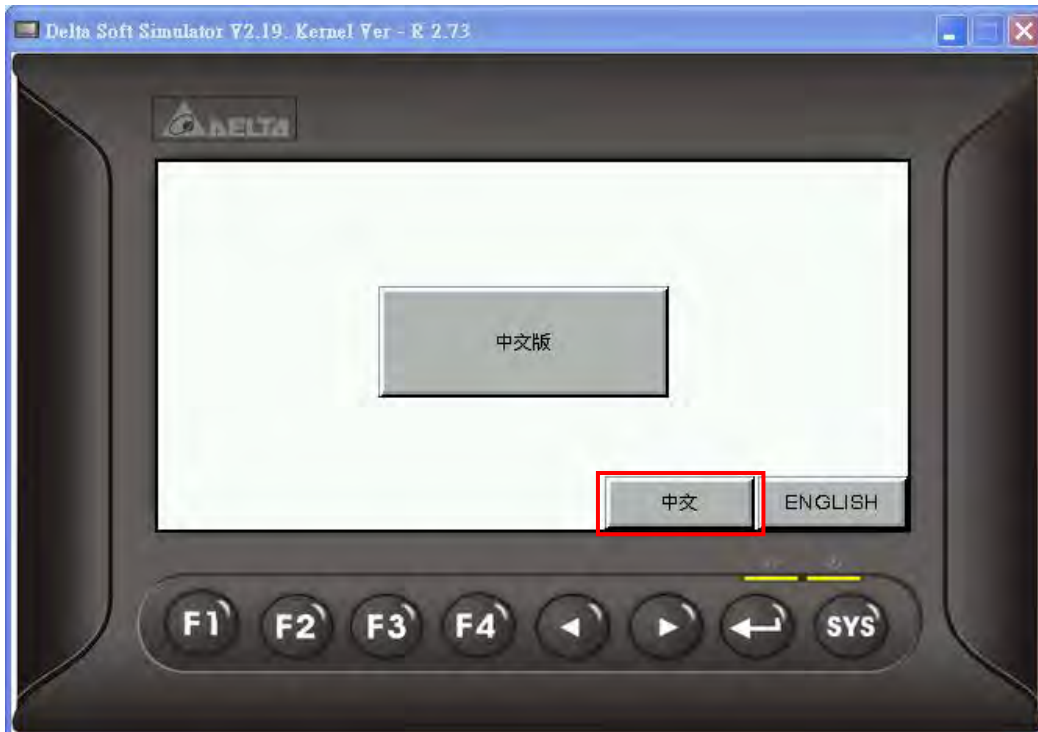 Delta Soft Simulator V2.19. Kernel Ver - R 2.73
DELTA
中文版
中文
ENGLISH
F1
F2
F3
F4
SYS